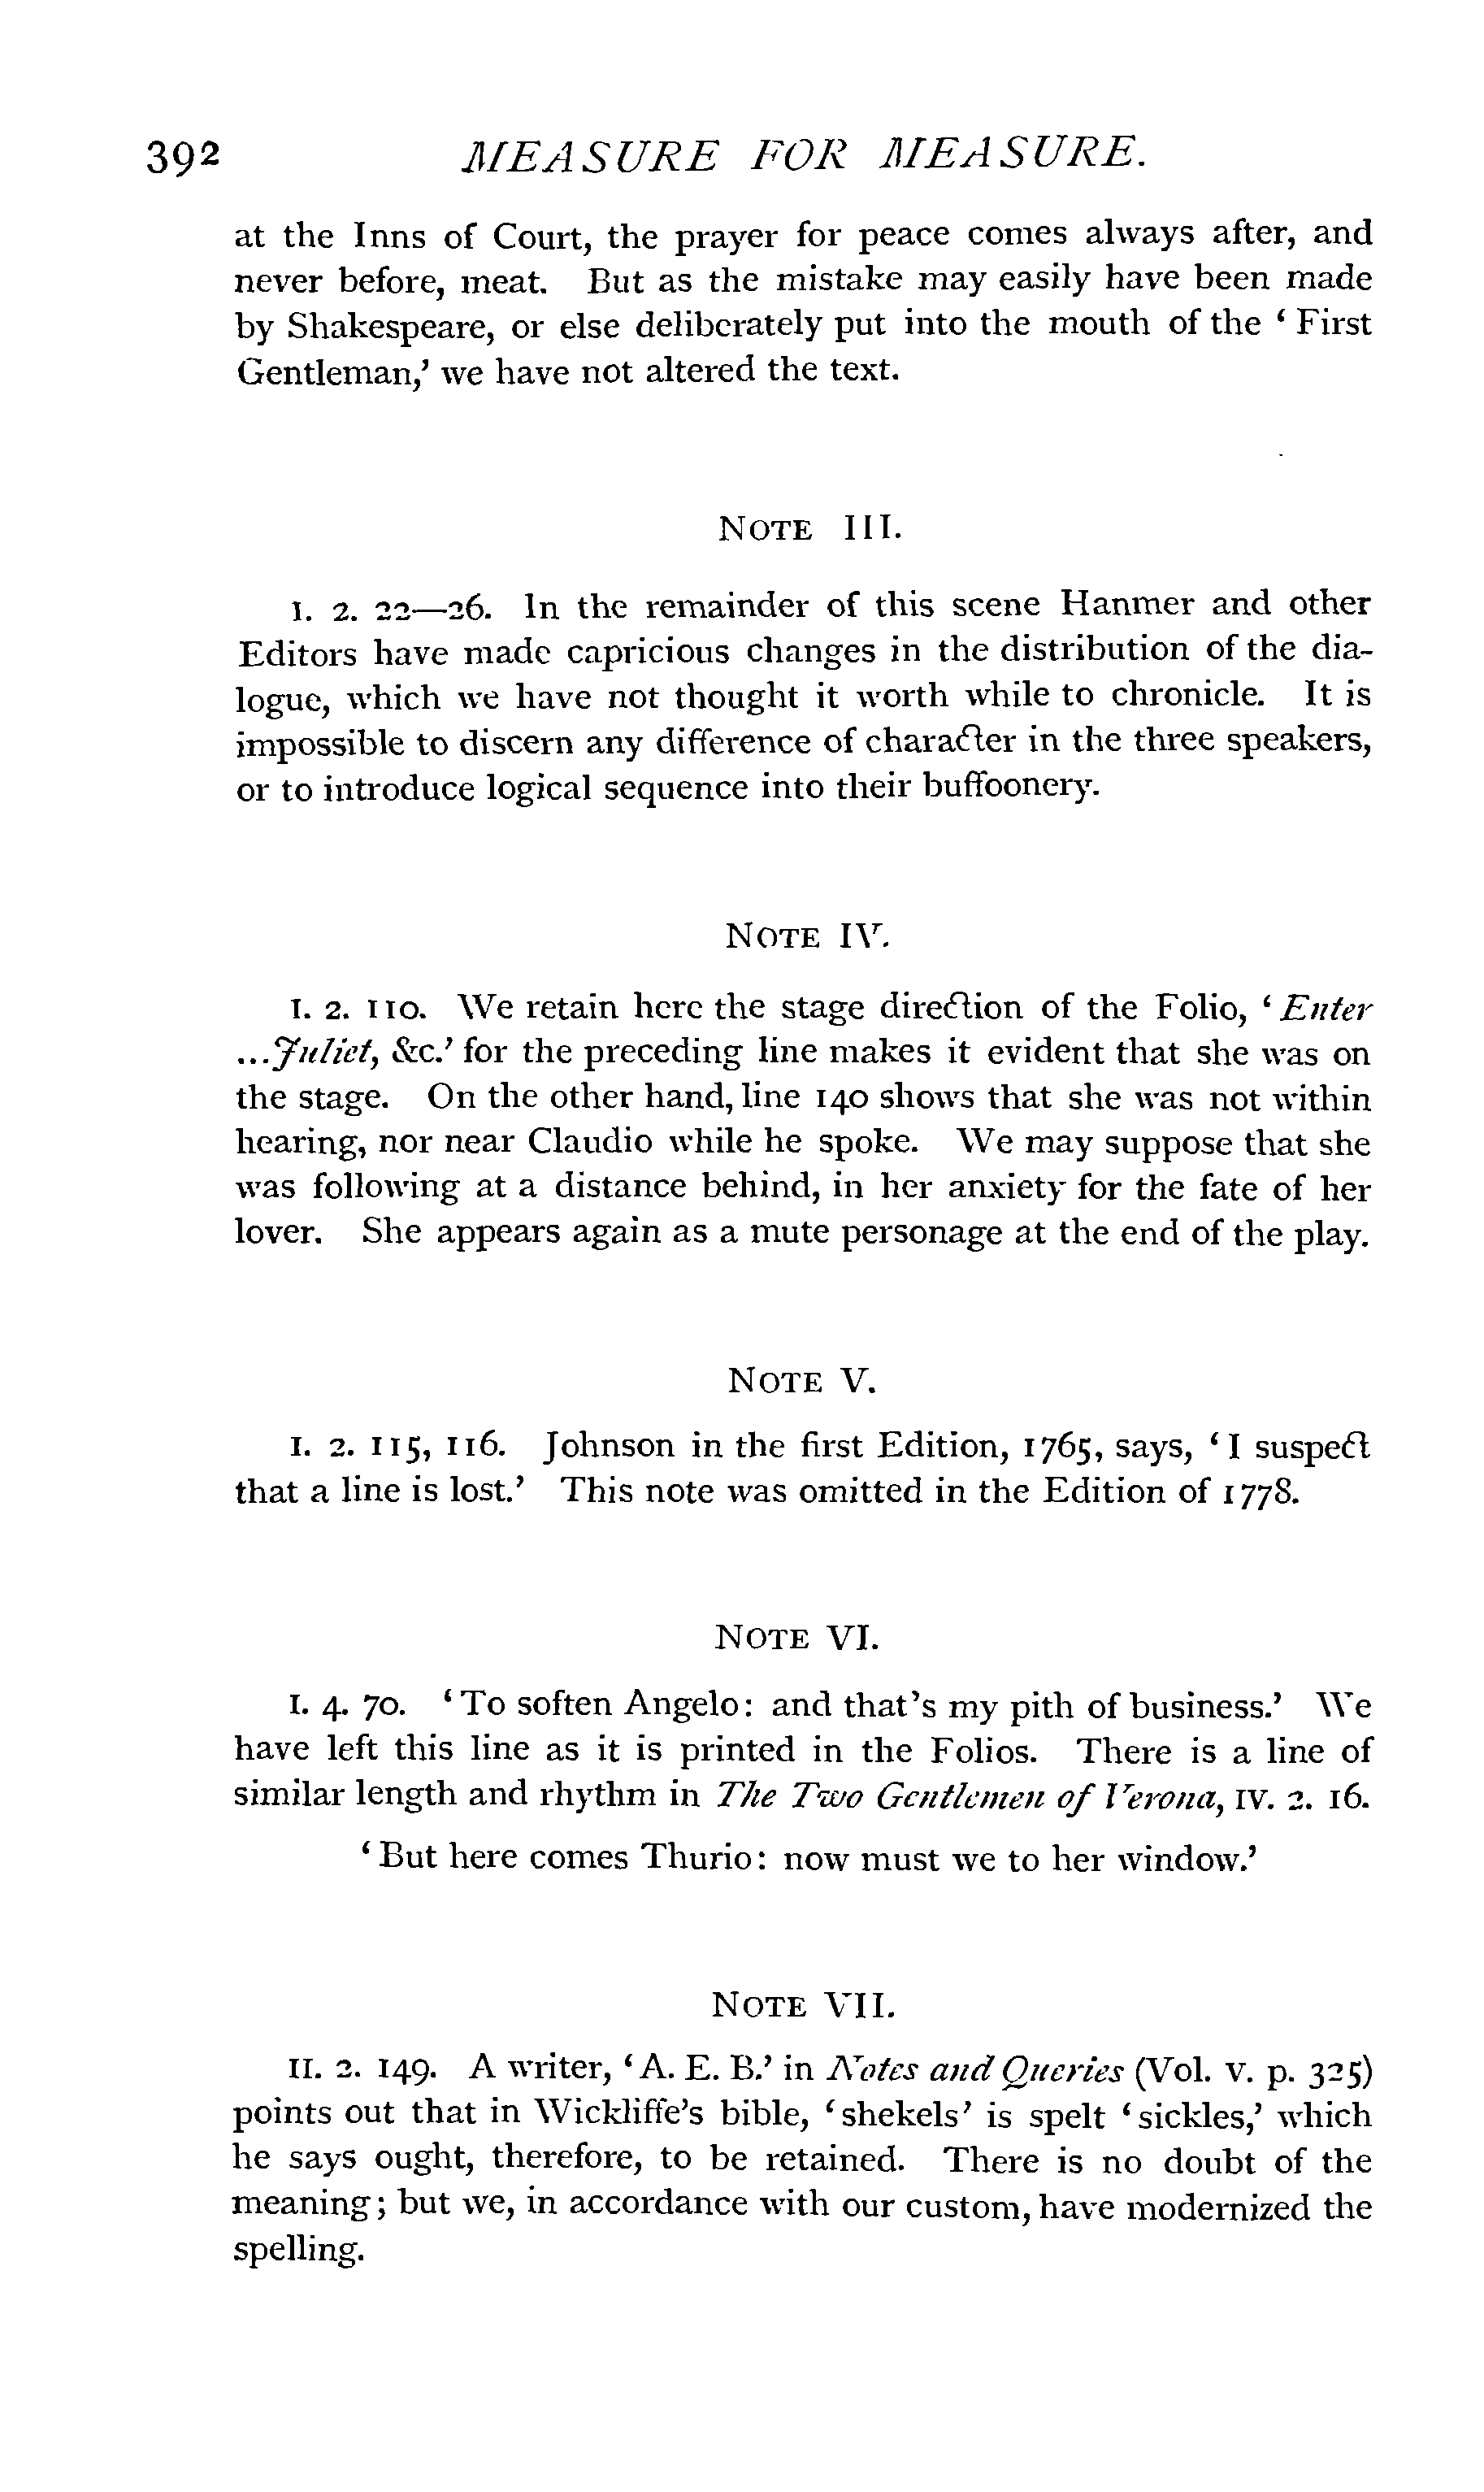 392 MEASURE FOR MEASURE.
at the Inns of Court, the prayer for peace comes always after, and
never before, meat. But as the mistake may easily have been made
by Shakespeare, or else deliberately put into the mouth of the ‘First
Gentleman,’ we have not altered the text.
NOTE III.
I. 2. 22—26. In the remainder of this scene Hanmer and other
Editors have made capricious changes in the distribution of the dia-
logue, which we have not thought it worth while to chronicle. It is
impossible to discern any difference of character in the three speakers,
or to introduce logical sequence into their buffoonery.
NOTE IV.
I. 2. 110. We retain here the stage direction of the Folio, ‘Enter
...Juliet, &c.’ for the preceding line makes it evident that she was on
the stage. On the other hand, line 140 shows that she was not within
hearing, nor near Claudio while he spoke. We may suppose that she
was following at a distance behind, in her anxiety for the fate of her
lover. She appears again as a mute personage at the end of the play.
NOTE V.
I. 2. 115, 116. Johnson in the first Edition, 1765, says, ‘I suspect
that a line is lost.’ This note was omitted in the Edition of 1778.
NOTE VI.
I. 4. 70. ‘To soften Angelo: and that’s my pith of business.’ We
have left this line as it is printed in the Folios. There is a line of
similar length and rhythm in The Two Gentlemen of Verona, IV. 2. 16.
‘But here comes Thurio: now must we to her window.’
NOTE VII.
II. 2. 149. A writer, ‘A. E. B.’ in Notes and Queries (Vol. V. p. 325)
points out that in Wickliffe’s bible, ‘shekels’ is spelt ‘sickles,’ which
he says ought, therefore, to be retained. There is no doubt of the
meaning; but we, in accordance with our custom, have modernized the
spelling.